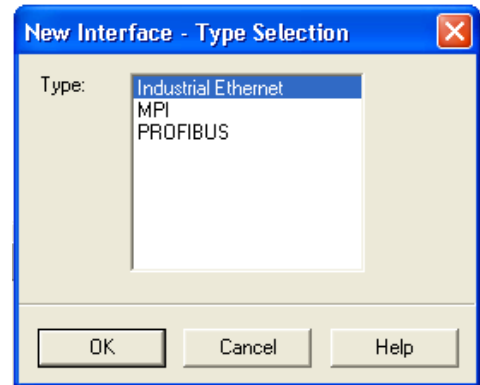 New Interface - Type Selection
Type:
Industrial Ethernet
MPI
PROFIBUS
OK Cancel Help